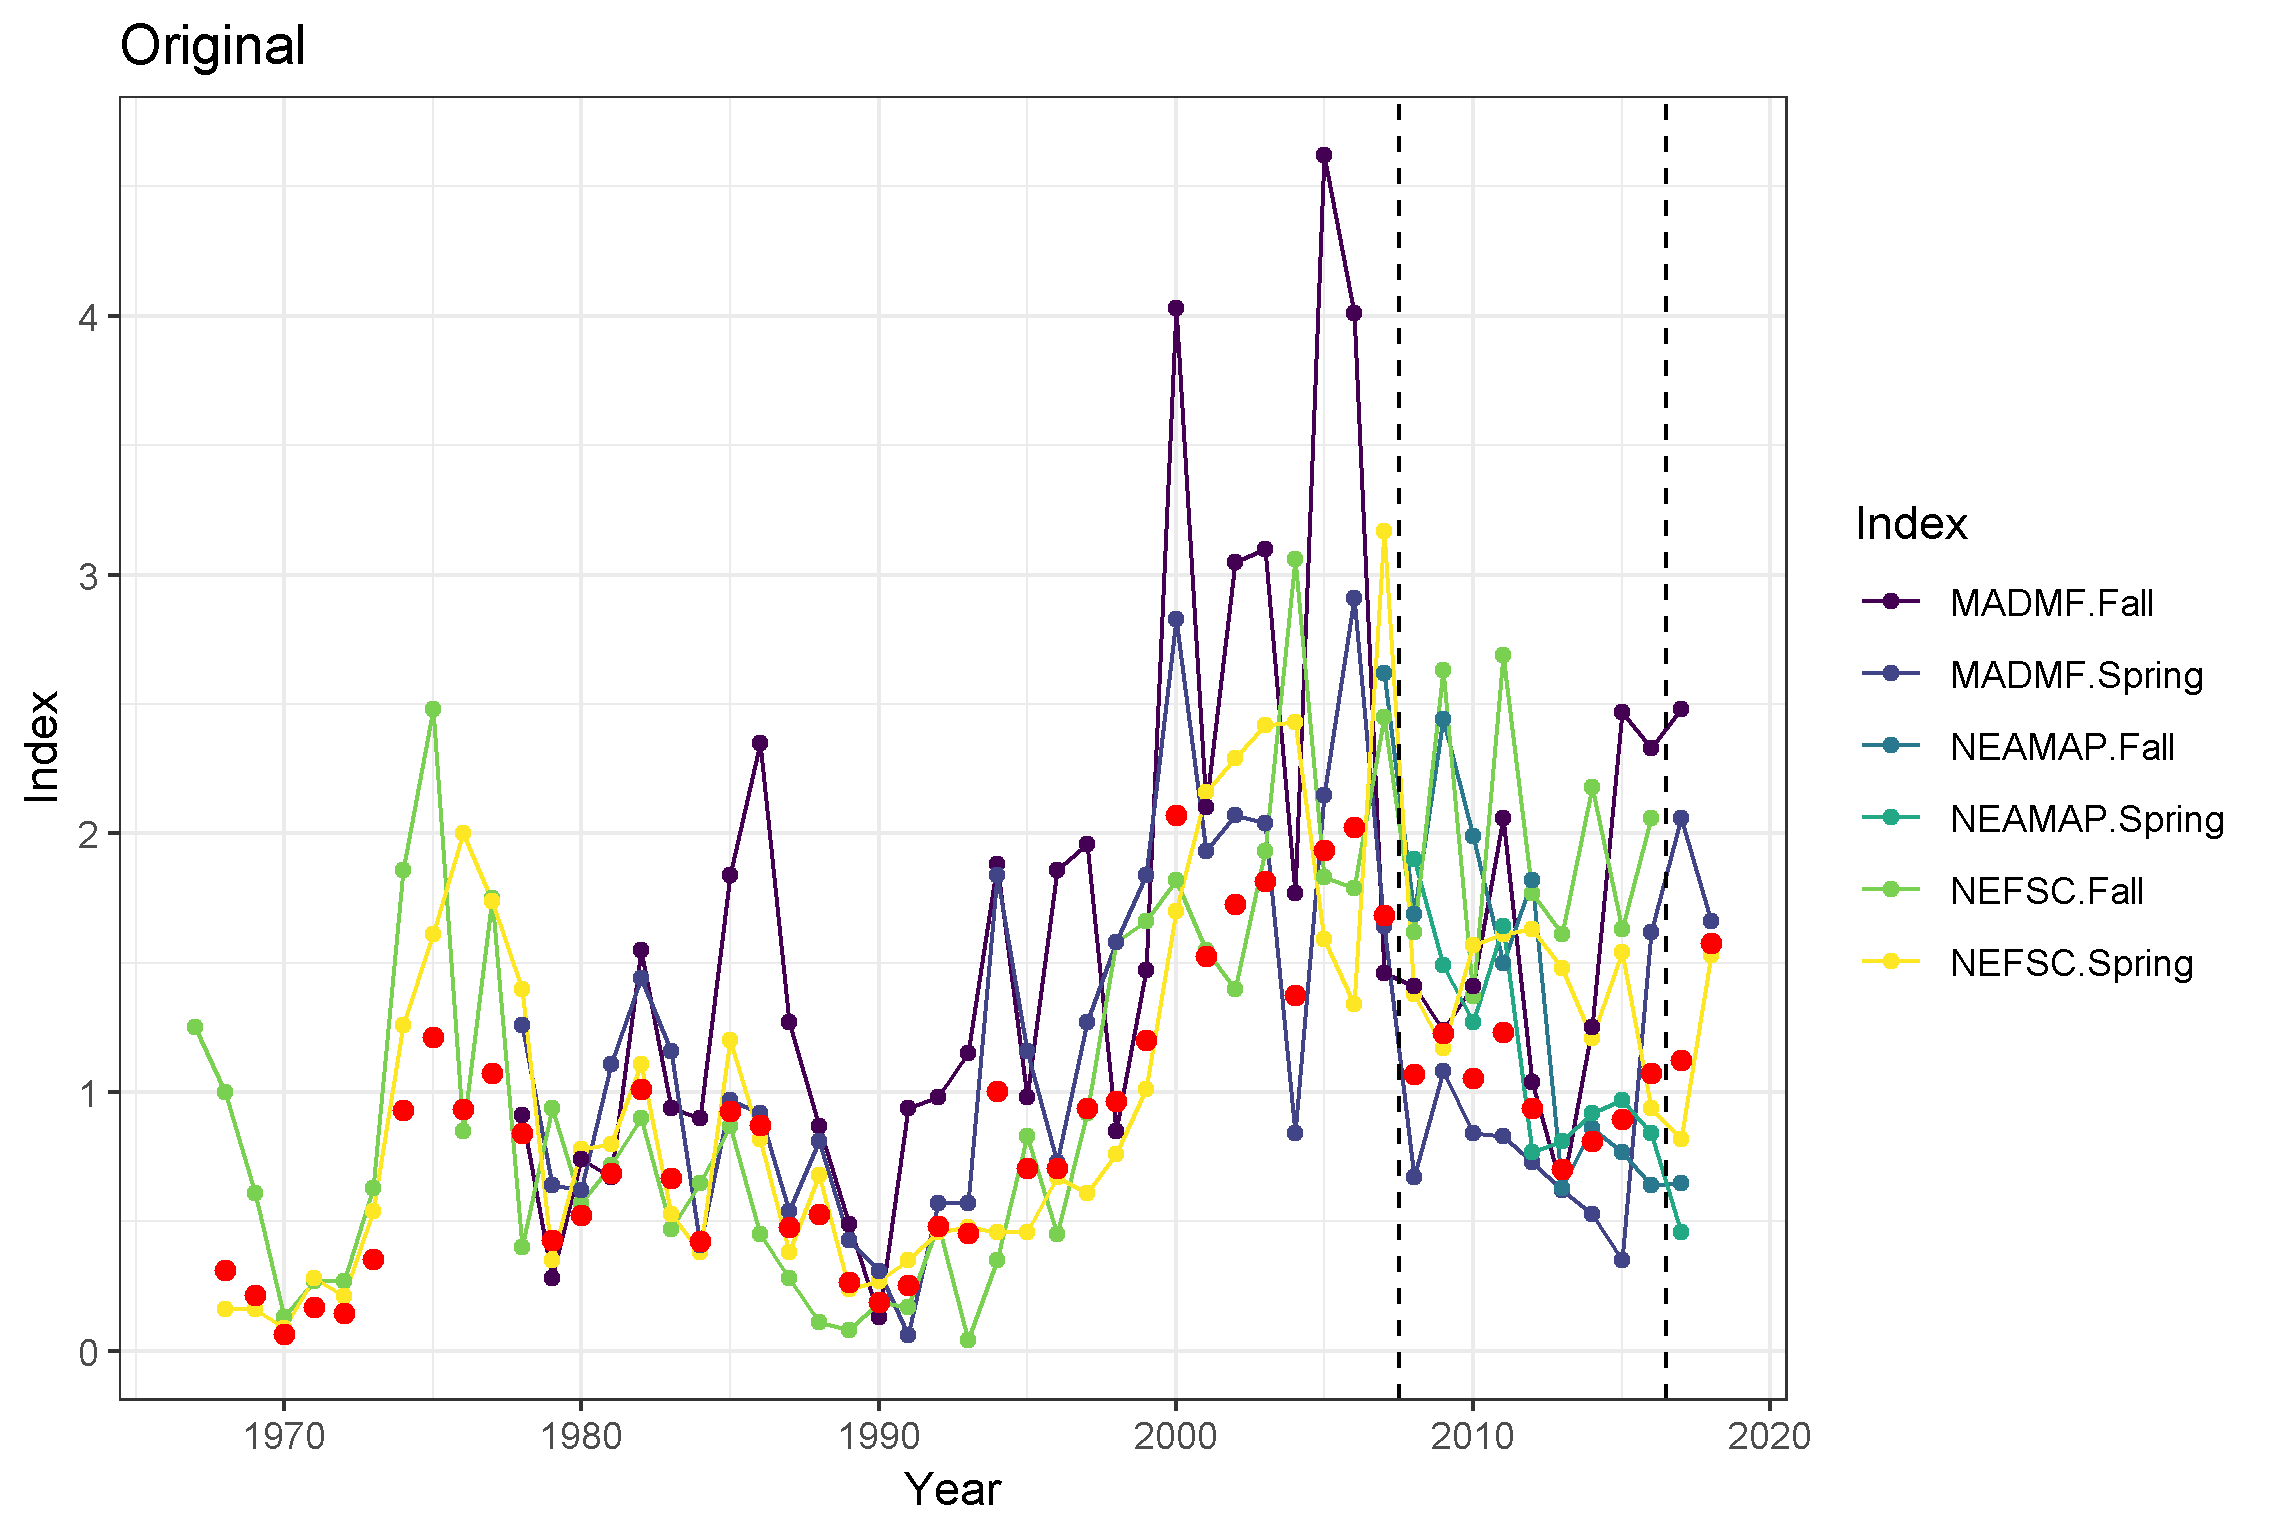 Original
Index
4
3
2
1
0
1970 1980 1990 2000 2010 2020
Year
Index
MADMF.Fall
MADMF.Spring
NEAMAP.Fall
NEAMAP.Spring
NEFSC.Fall
NEFSC.Spring